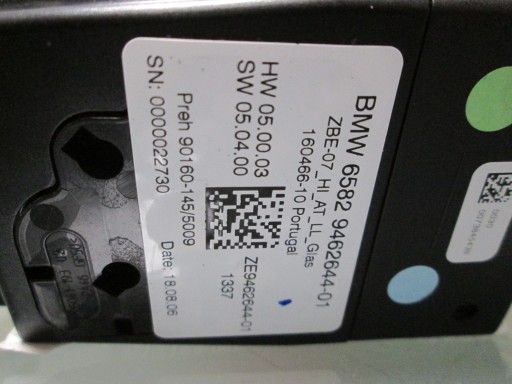 BMW 6582 9462644-01
ZBE-07_HI_AT_LL_Glas
160466-10 Portugal
HW 05.00.03
SW 05.04.00
ZE9462644-01
1337
Preh 90160-145/5009
SN: 0000022730
Date:18.08.06